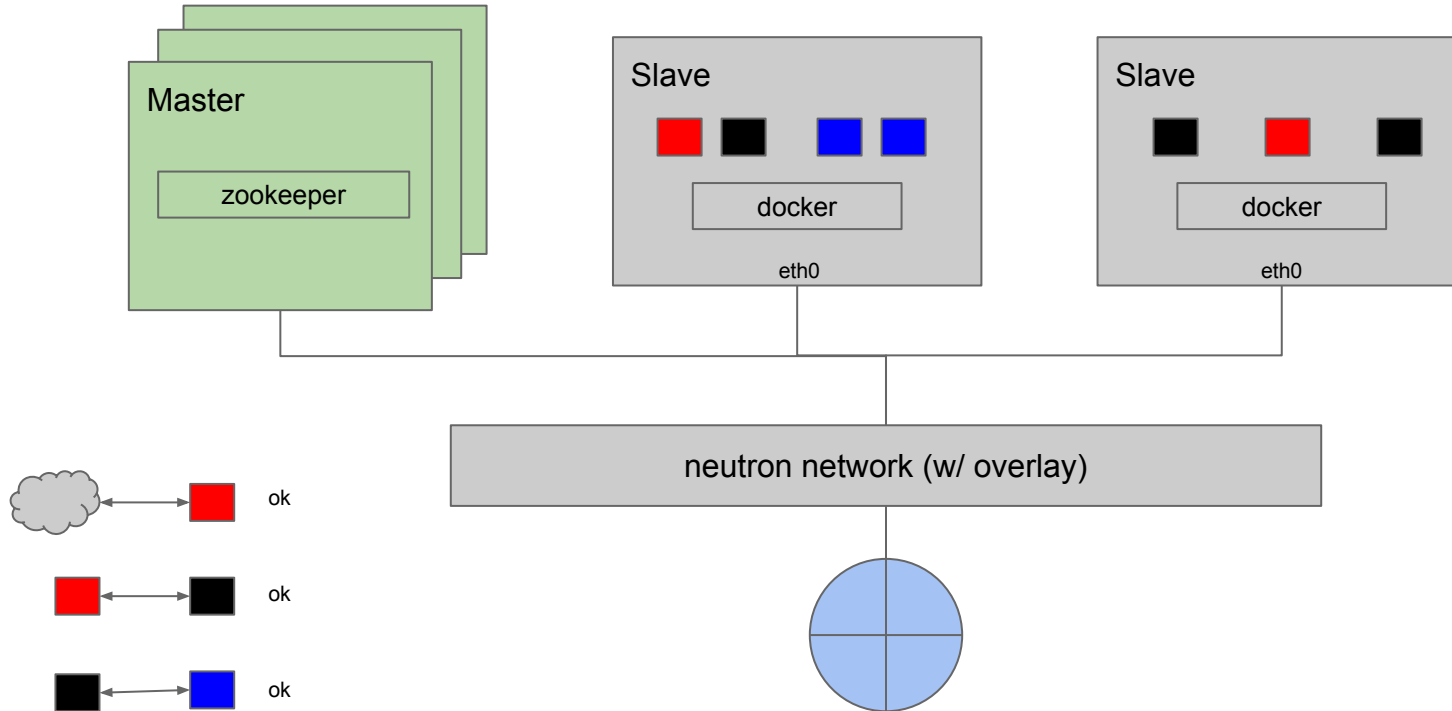 Master
zookeeper
Slave
docker
eth0
Slave
docker
eth0
neutron network (w/ overlay)
ok
ok
ok